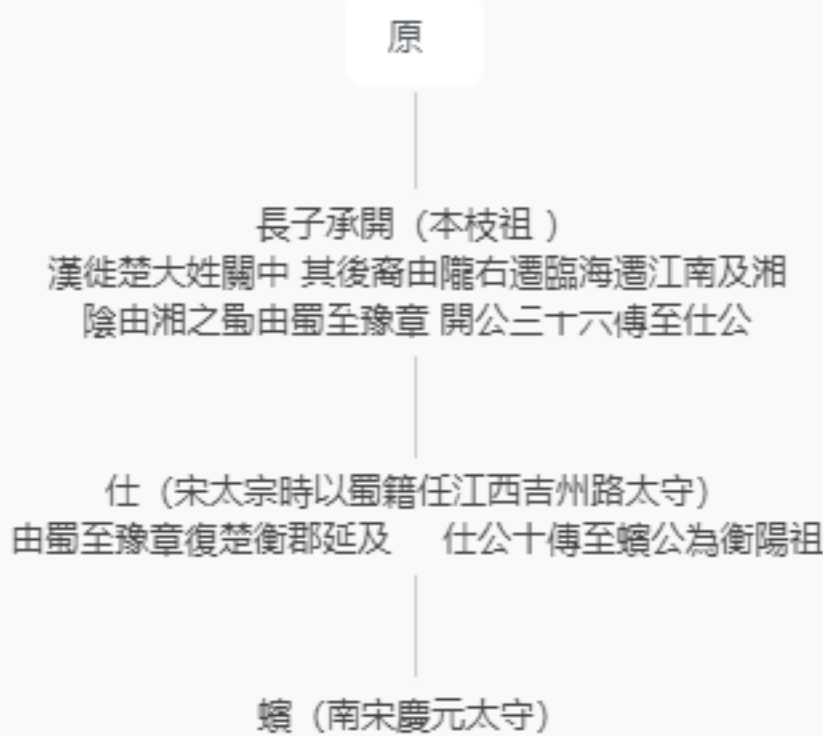 原
長子承開（本枝祖 ）
漢徙楚大姓關中 其後裔由隴右遷臨海遷江南及湘
陰由湘之蜀由蜀至豫章 開公三十六傳至仕公
仕（宋太宗時以蜀籍任江西吉州路太守）
由蜀至豫章復楚衡郡延及 仕公十傳至蠙公為衡陽祖
蠙（南宋慶元太守）